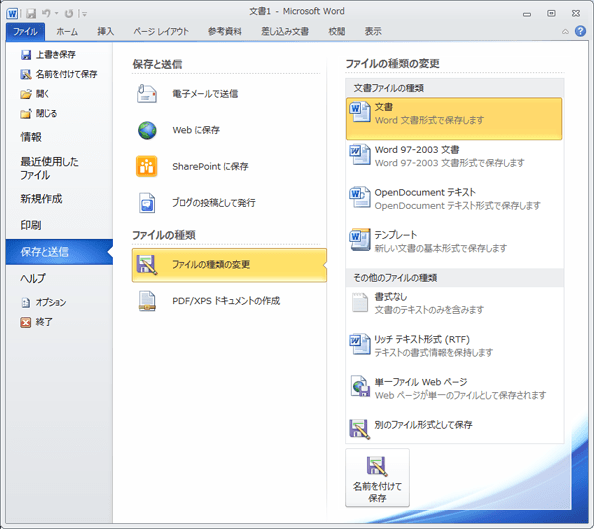 文書1 - Microsoft Word
ファイル ホーム 挿入 ページ レイアウト 参考資料 差し込み文書 校閲 表示
上書き保存
名前を付けて保存
開く
閉じる
情報
最近使用した
ファイル
新規作成
印刷
保存と送信
ヘルプ
オプション
終了
保存と送信
電子メールで送信
Web に保存
SharePoint に保存
ブログの投稿として発行
ファイルの種類
ファイルの種類の変更
PDF/XPS ドキュメントの作成
ファイルの種類の変更
文書ファイルの種類
文書
Word 文書形式で保存します
Word 97-2003 文書
Word 97-2003 文書形式で保存します
OpenDocument テキスト
OpenDocument テキスト形式で保存します
テンプレート
新しい文書の基本形式で保存します
その他のファイルの種類
書式なし
文書のテキストのみを含みます
リッチ テキスト形式 (RTF)
テキストの書式情報を保持します
単一ファイル Web ページ
Web ページが単一のファイルとして保存されます
別のファイル形式として保存
名前を付けて
保存